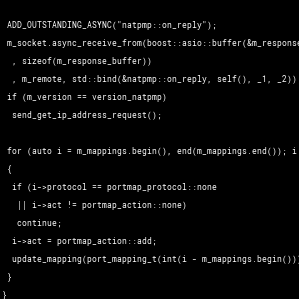 ADD_OUTSTANDING_ASYNC("natpmp::on_reply");
m_socket.async_receive_from(boost::asio::buffer(&m_response
, sizeof(m_response_buffer))
, m_remote, std::bind(&natpmp::on_reply, self(), _1, _2))
if (m_version == version_natpmp)
send_get_ip_address_request();
for (auto i = m_mappings.begin(), end(m_mappings.end()); i
{
if (i->protocol == portmap_protocol::none
|| i->act != portmap_action::none)
continue;
i->act = portmap_action::add;
update_mapping(port_mapping_t(int(i - m_mappings.begin()))
}
}